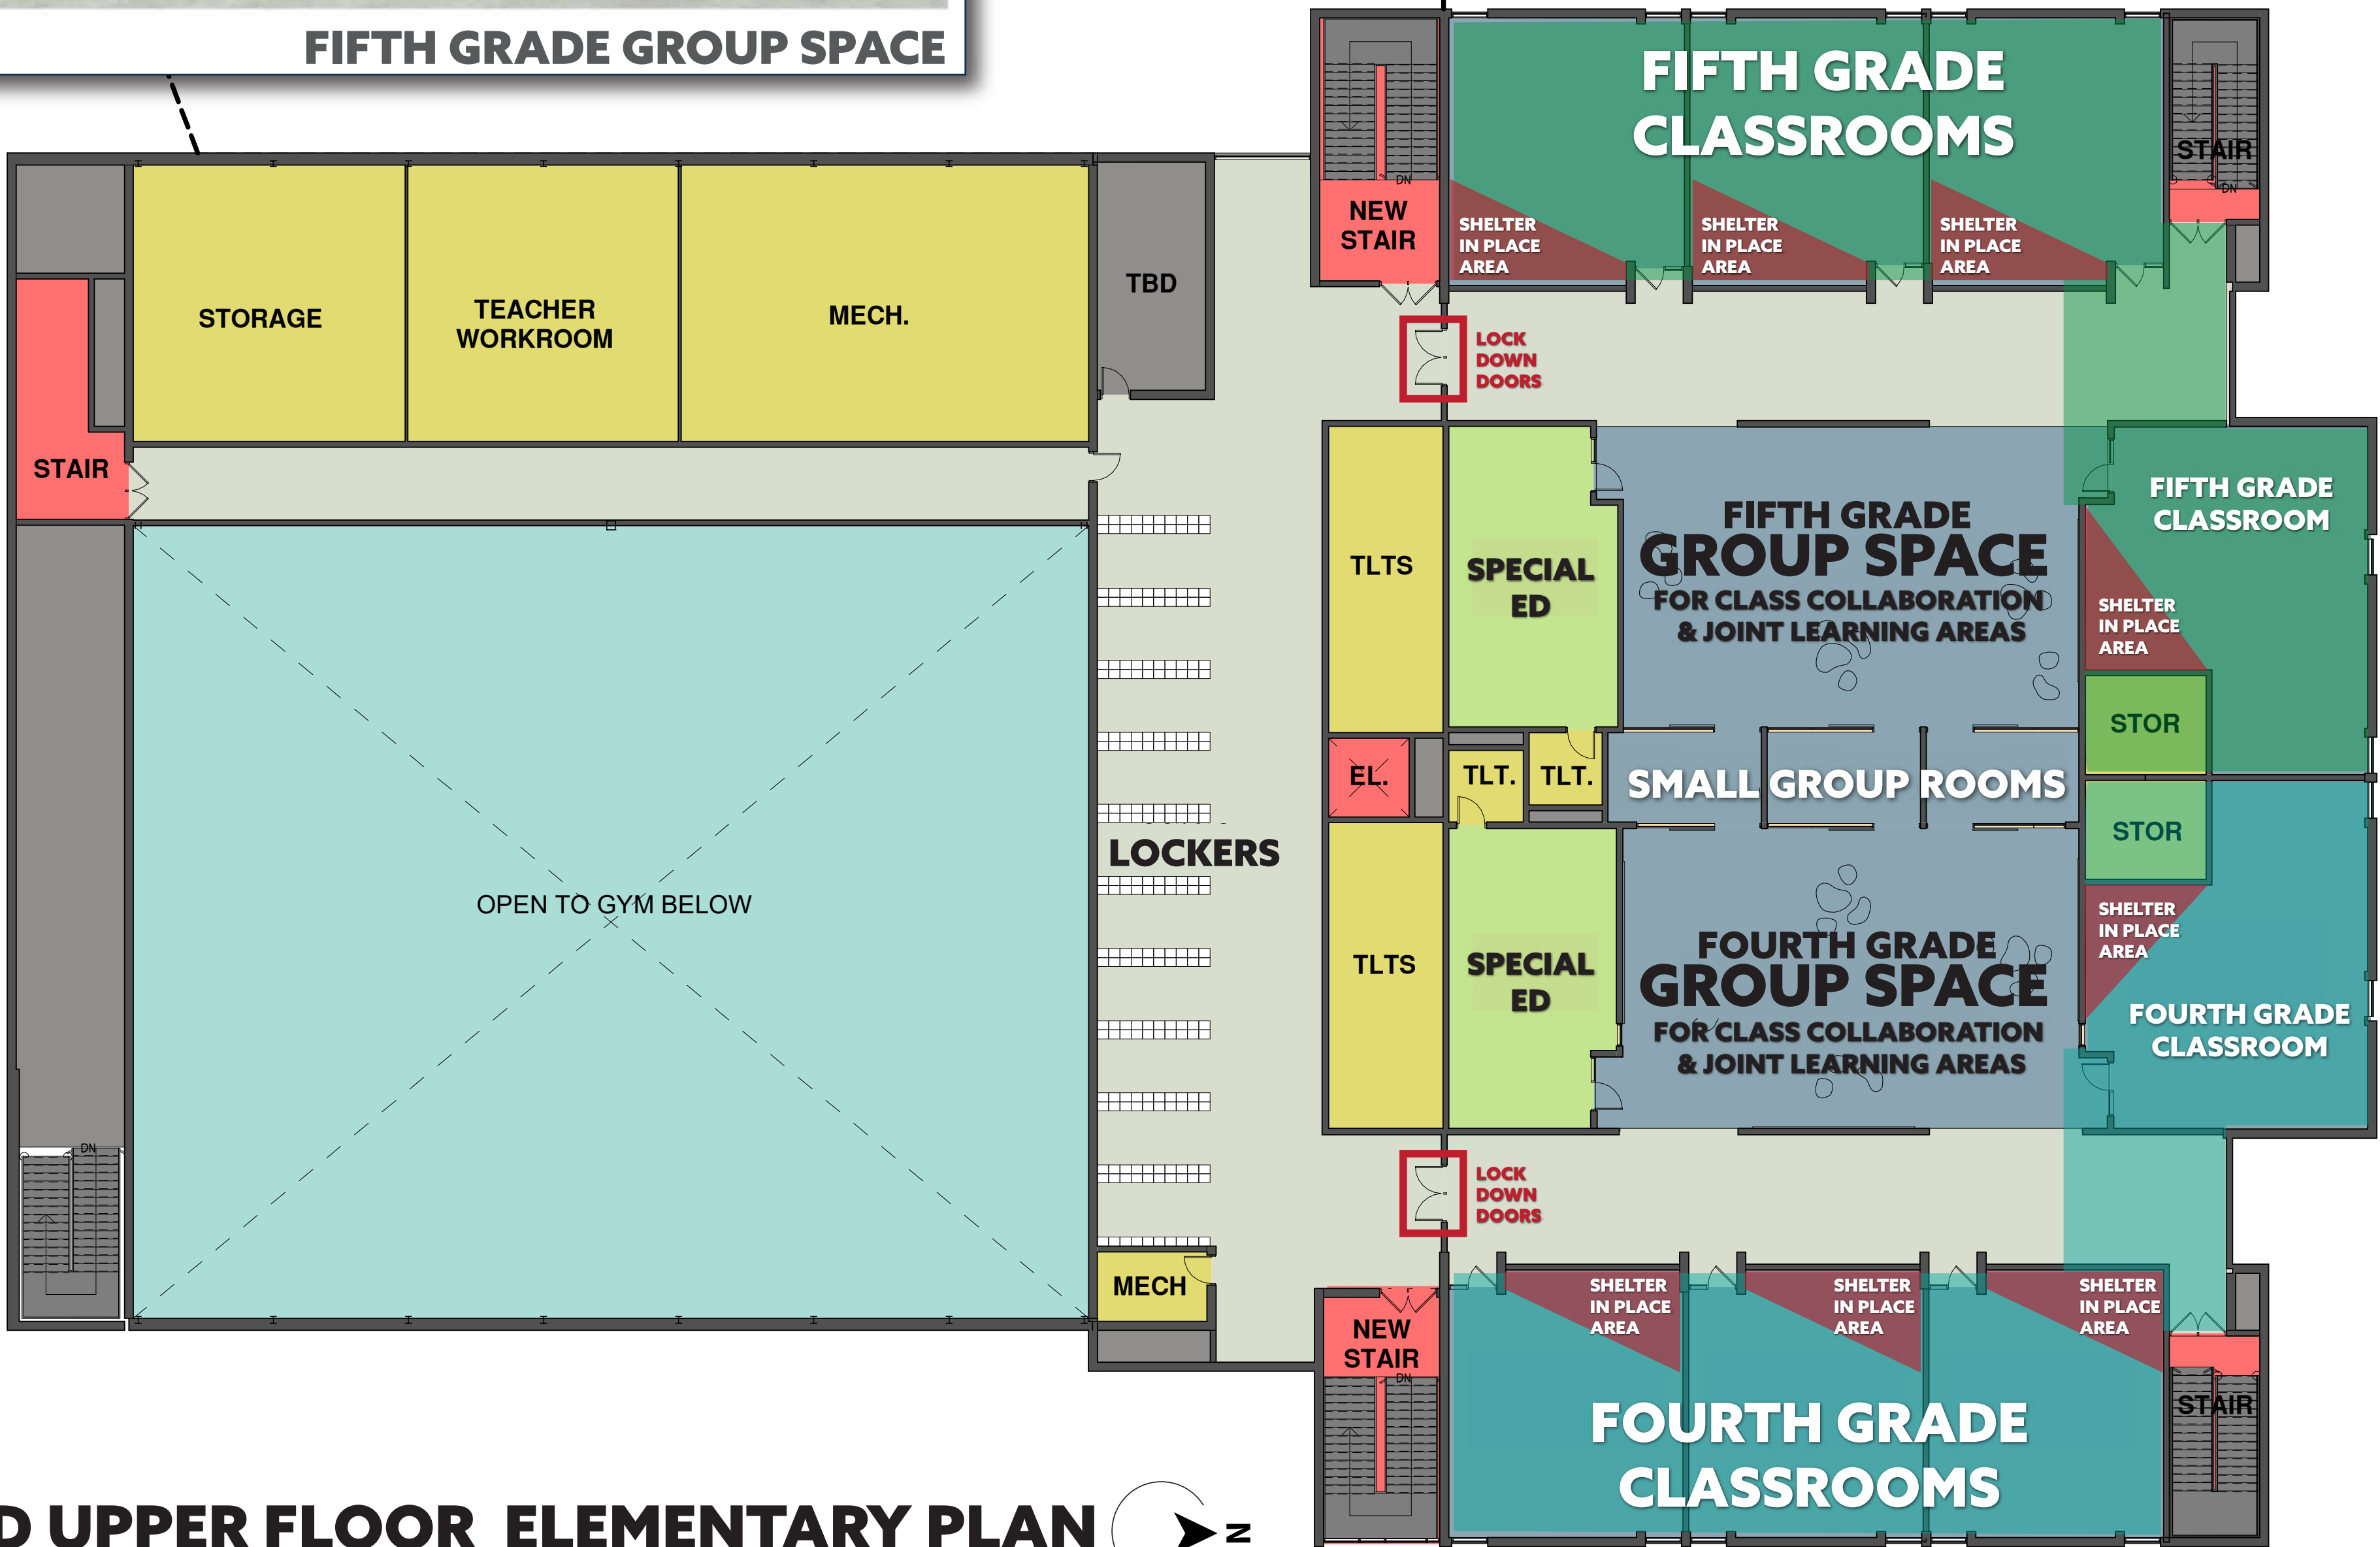 FIFTH GRADE GROUP SPACE
FIFTH GRADE
CLASSROOMS
STAIR
DN
DN
NEW
STAIR
SHELTER
IN PLACE
AREA
SHELTER
IN PLACE
AREA
SHELTER
IN PLACE
AREA
STORAGE
TEACHER
WORKROOM
MECH.
TBD
LOCK
DOWN
DOORS
STAIR
FIFTH GRADE
CLASSROOM
TLTS
SPECIAL
ED
FIFTH GRADE
GROUP SPACE
FOR CLASS COLLABORATION
& JOINT LEARNING AREAS
SHELTER
IN PLACE
AREA
STOR
EL.
TLT.
TLT.
SMALL GROUP ROOMS
STOR
LOCKERS
OPEN TO GYM BELOW
SHELTER
IN PLACE
AREA
TLTS
SPECIAL
ED
FOURTH GRADE
GROUP SPACE
FOR CLASS COLLABORATION
& JOINT LEARNING AREAS
FOURTH GRADE
CLASSROOM
DN
LOCK
DOWN
DOORS
MECH
SHELTER
IN PLACE
AREA
SHELTER
IN PLACE
AREA
SHELTER
IN PLACE
AREA
NEW
STAIR
DN
STAIR
FOURTH GRADE
CLASSROOMS
D UPPER FLOOR ELEMENTARY PLAN
N